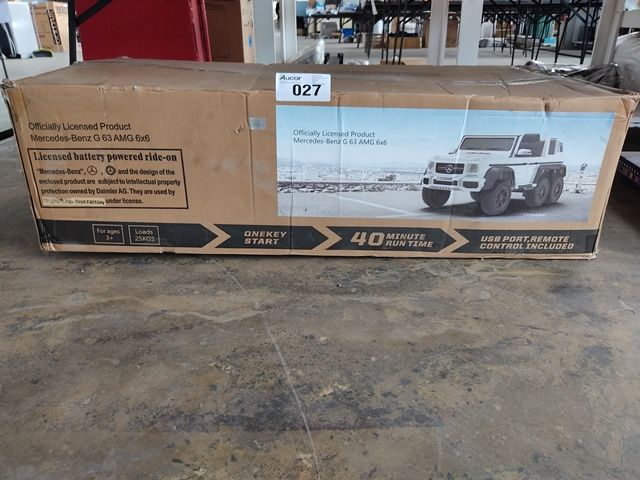 Aucor
027
Officially Licensed Product
Mercedes-Benz G 63 AMG 6x6
Licensed battery powered ride-on
"Mercedes-Benz", and the design of the
enclosed product are subject to intellectual property
protection owned by Daimler AG. They are used by
under license.
Officially Licensed Product
Mercedes-Benz G 63 AMG 6x6
For ages
3+
Loads
25KGS
ONEKEY
START
40 MINUTE
RUN TIME
USB PORT,REMOTE
CONTROL INCLUDED